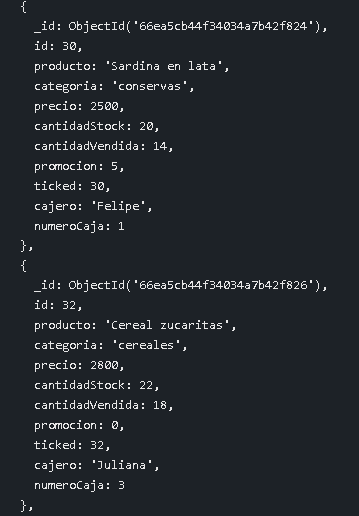 {
_id: ObjectId('66ea5cb44f34034a7b42f824'),
id: 30,
producto: 'Sardina en lata',
categoria: 'conservas',
precio: 2500,
cantidadStock: 20,
cantidadVendida: 14,
promocion: 5,
ticked: 30,
cajero: 'Felipe',
numeroCaja: 1
},
{
_id: ObjectId('66ea5cb44f34034a7b42f826'),
id: 32,
producto: 'Cereal zucaritas',
categoria: 'cereales',
precio: 2800,
cantidadStock: 22,
cantidadVendida: 18,
promocion: 0,
ticked: 32,
cajero: 'Juliana',
numeroCaja: 3
},